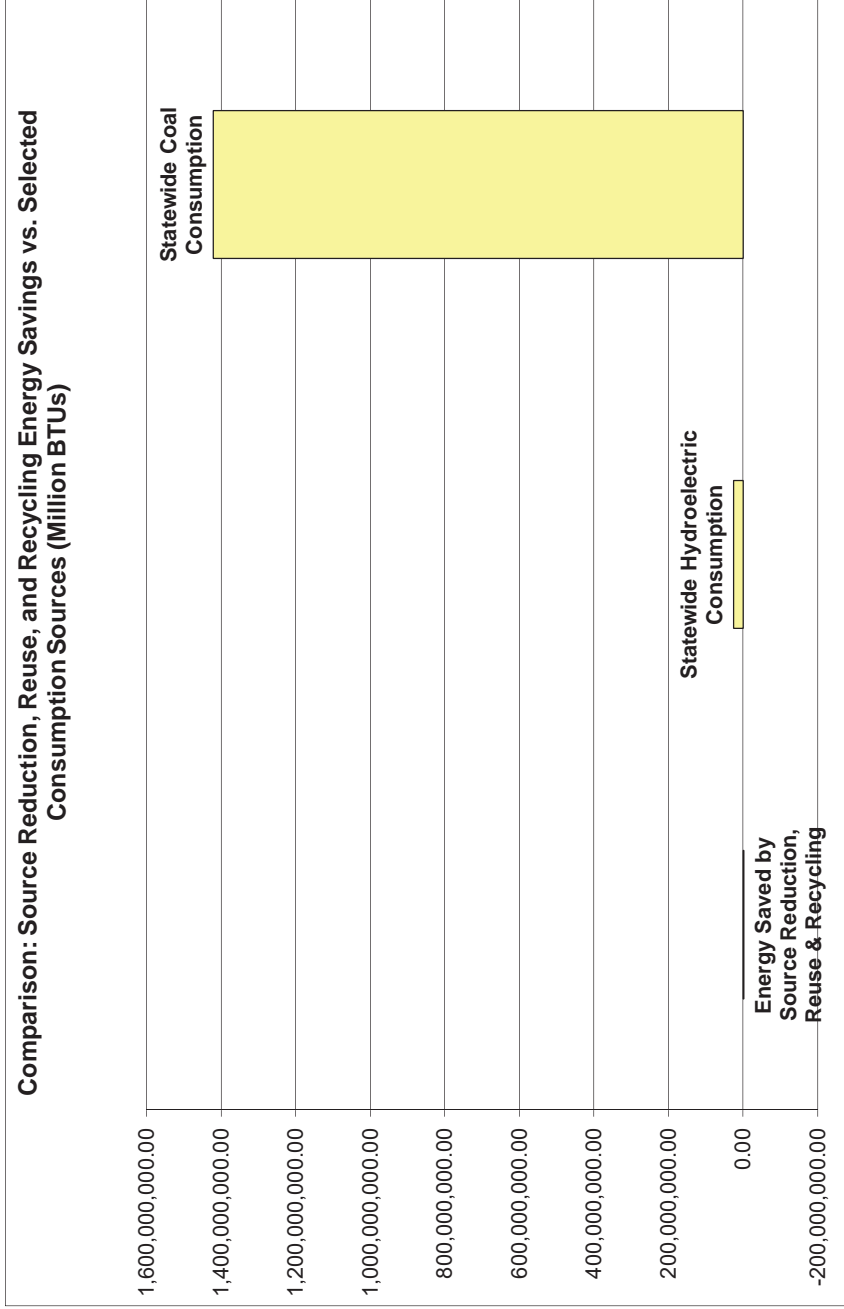 Comparison: Source Reduction, Reuse, and Recycling Energy Savings vs. Selected
Consumption Sources (Million BTUs)
1,600,000,000.00
1,400,000,000.00
1,200,000,000.00
1,000,000,000.00
800,000,000.00
600,000,000.00
400,000,000.00
200,000,000.00
0.00
-200,000,000.00
Energy Saved by
Source Reduction,
Reuse & Recycling
Statewide Hydroelectric
Consumption
Statewide Coal
Consumption